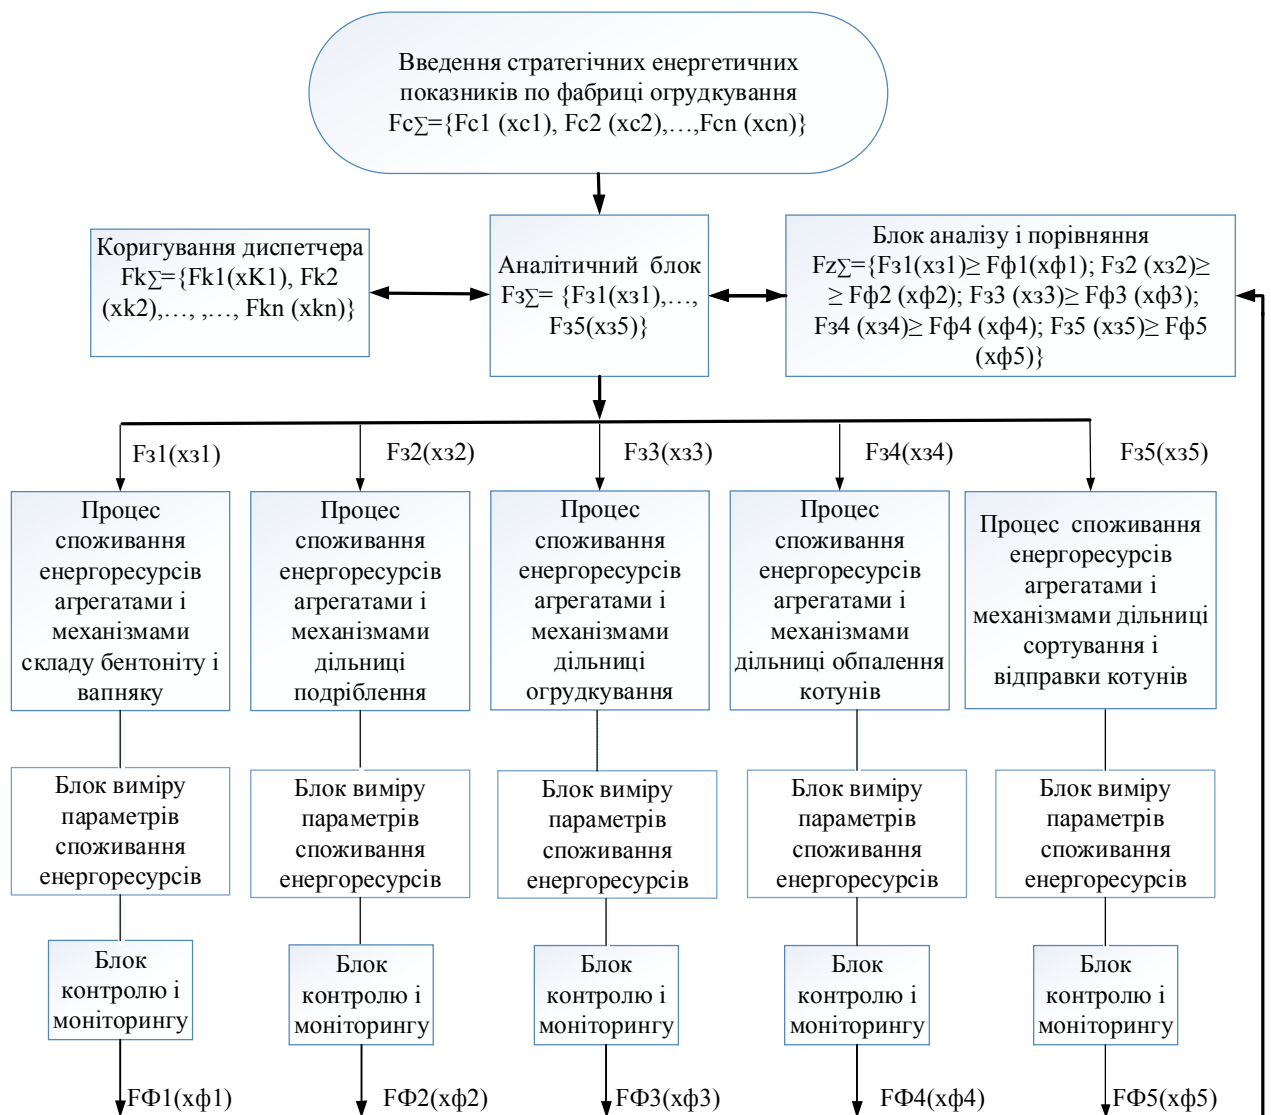 Введення стратегічних енергетичних
показників по фабриці огрудкування
Fc∑={Fc1 (xc1), Fc2 (xc2),…,Fcn (xcn)}
Коригування диспетчера
Fk∑={Fk1(xK1), Fk2
(xk2),…, ,…, Fkn (xkn)}
Аналітичний блок
Fз∑= {Fз1(xз1),…,
Fз5(xз5)}
Блок аналізу і порівняння
Fz∑={Fз1(xз1)≥ Fф1(xф1); Fз2 (xз2)≥
≥ Fф2 (xф2); Fз3 (xз3)≥ Fф3 (xф3);
Fз4 (xз4)≥ Fф4 (xф4); Fз5 (xз5)≥ Fф5
(xф5)}
Fз1(xз1)
Fз2(xз2)
Fз3(xз3)
Fз4(xз4)
Fз5(xз5)
Процес
споживання
енергоресурсів
агрегатами і
механізмами
складу бентоніту і
вапняку
Процес
споживання
енергоресурсів
агрегатами і
механізмами
дільниці
подріблення
Процес
споживання
енергоресурсів
агрегатами і
механізмами
дільниці
огрудкування
Процес
споживання
енергоресурсів
агрегатами і
механізмами
дільниці обпалення
котунів
Процес споживання
енергоресурсів
агрегатами і
механізмами дільниці
сортування і
відправки котунів
Блок виміру
параметрів
споживання
енергоресурсів
Блок виміру
параметрів
споживання
енергоресурсів
Блок виміру
параметрів
споживання
енергоресурсів
Блок виміру
параметрів
споживання
енергоресурсів
Блок виміру
параметрів
споживання
енергоресурсів
Блок
контролю і
моніторингу
Блок
контролю і
моніторингу
Блок
контролю і
моніторингу
Блок
контролю і
моніторингу
Блок
контролю і
моніторингу
FФ1(xф1)
FФ2(xф2)
FФ3(xф3)
FФ4(xф4)
FФ5(xф5)